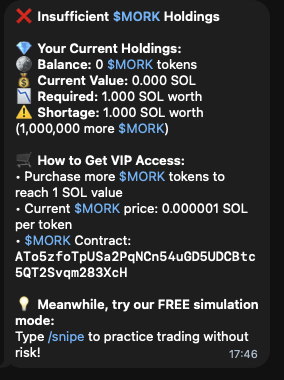 ❌ Insufficient $MORK Holdings
💎 Your Current Holdings:
🪙 Balance: 0 $MORK tokens
💰 Current Value: 0.000 SOL
📉 Required: 1.000 SOL worth
⚠️ Shortage: 1.000 SOL worth
(1,000,000 more $MORK)
🛒 How to Get VIP Access:
• Purchase more $MORK tokens to
reach 1 SOL value
• Current $MORK price: 0.000001 SOL
per token
• $MORK Contract:
ATo5zfoTpUSa2PqNCn54uGD5UDCBtc
5QT2Svqm283XcH
💡 Meanwhile, try our FREE simulation
mode:
Type /snipe to practice trading without
risk!
17:46